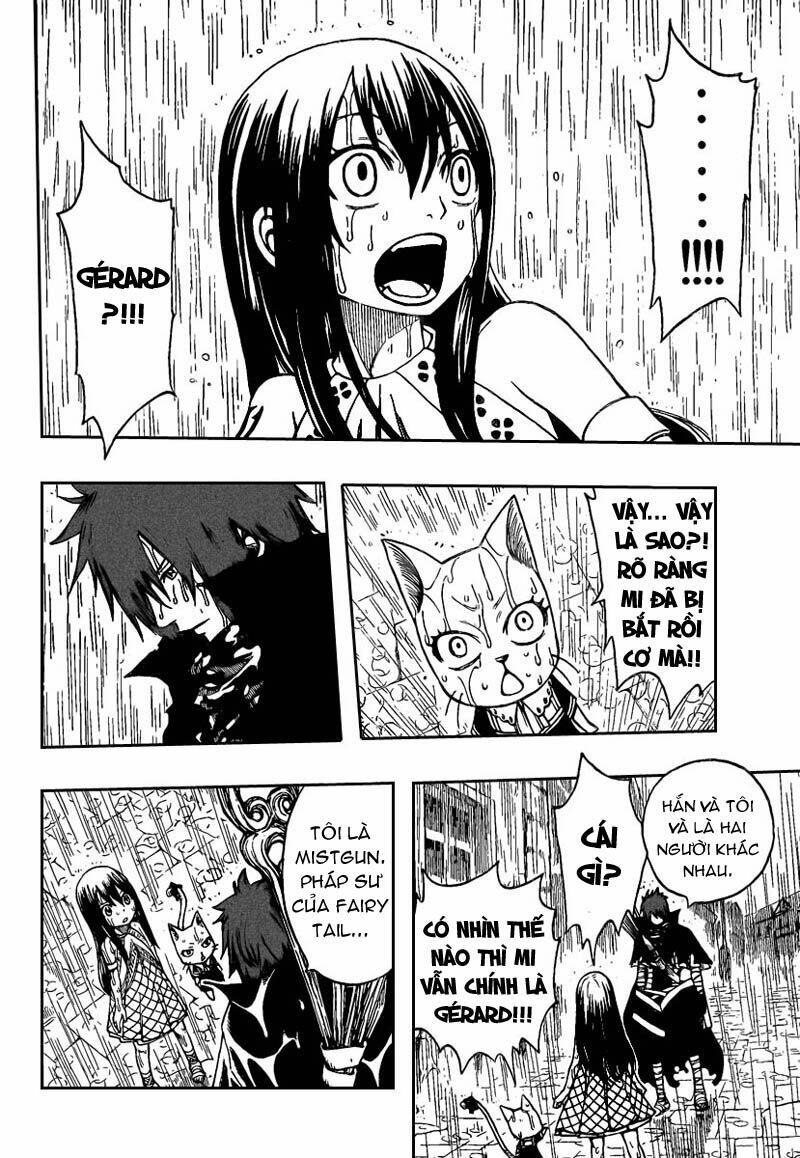 ......!!!!
GÉRARD
?!!!
VẬY... VẬY
LÀ SAO?!
RÕ RÀNG
MI ĐÃ BỊ
BẮT RỒI
CƠ MÀ!!
HẮN VÀ TÔI
VÀ LÀ HAI
NGƯỜI KHÁC
NHAU.
CÁI
GÌ?
CÓ NHÌN THẾ
NÀO THÌ MI
VẪN CHÍNH LÀ
GÉRARD!!!
TÔI LÀ
MISTGUN.
PHÁP SƯ
CỦA FAIRY
TAIL...